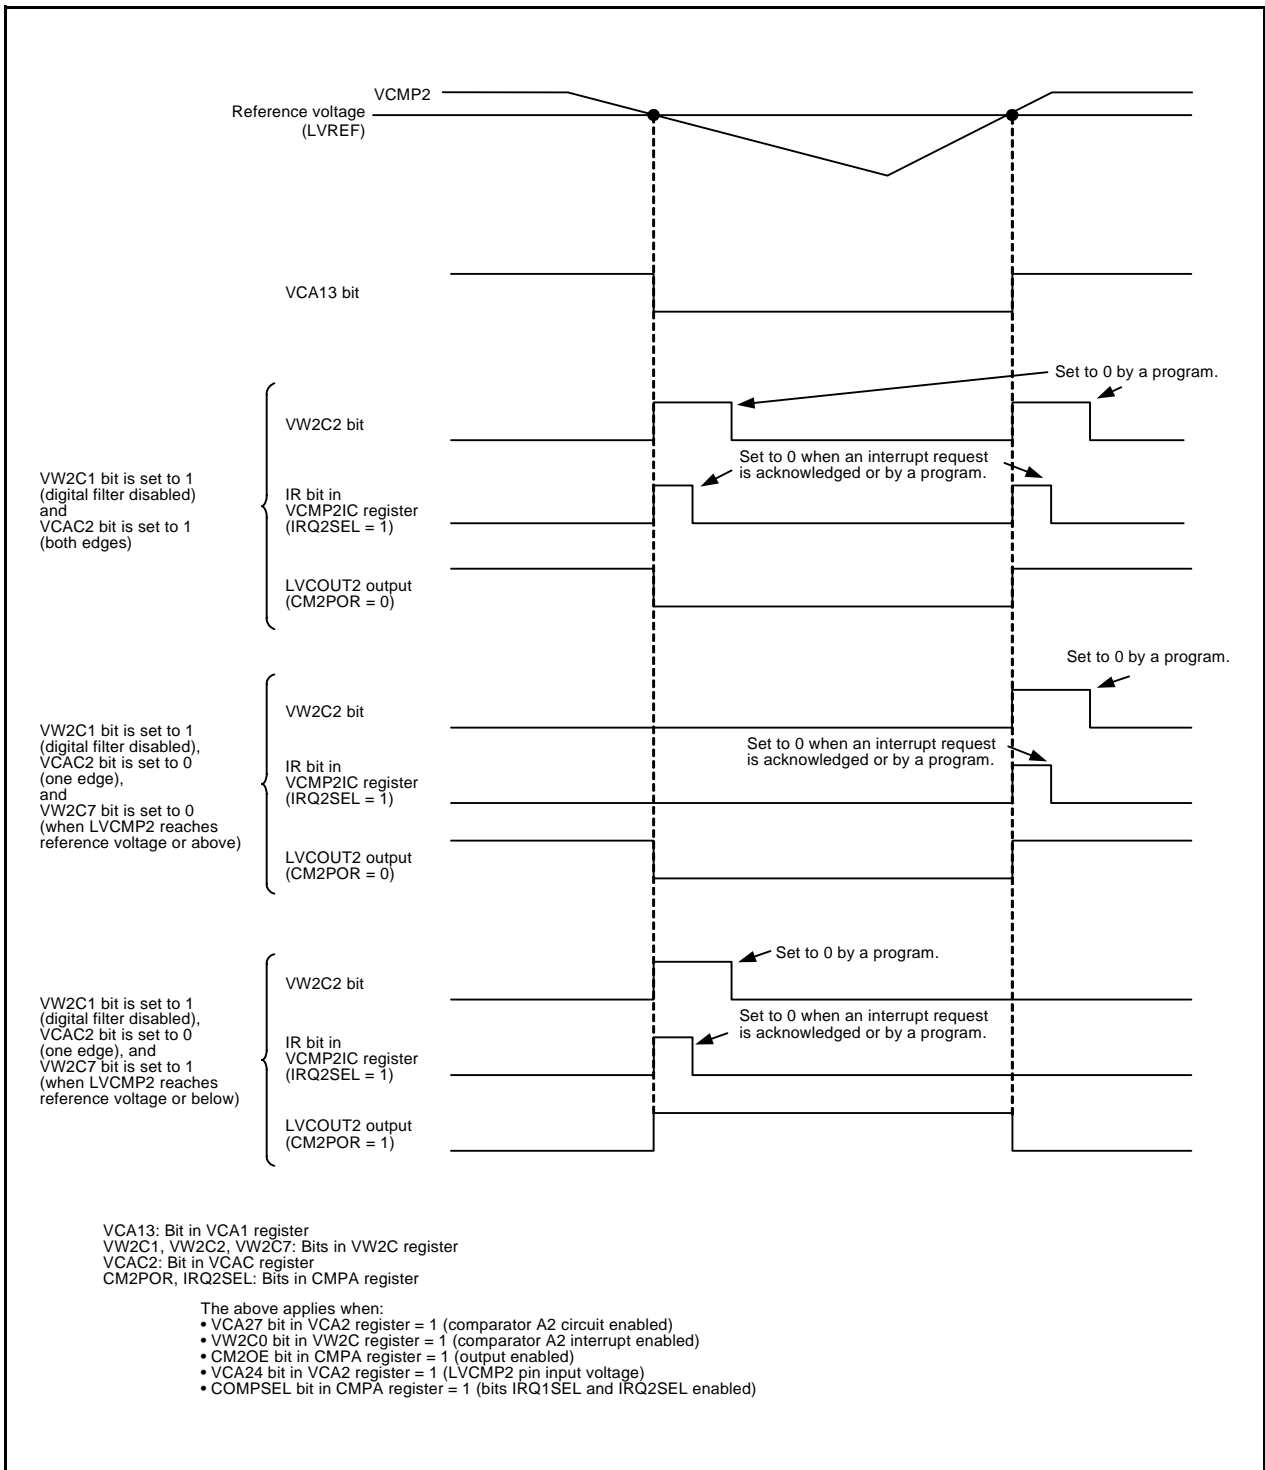 VCMP2
Reference voltage
(LVREF)
VCA13 bit
Set to 0 by a program.
VW2C2 bit
Set to 0 when an interrupt request
is acknowledged or by a program.
VW2C1 bit is set to 1
(digital filter disabled)
and
VCAC2 bit is set to 1
(both edges)
IR bit in
VCMP2IC register
(IRQ2SEL = 1)
LVCOUT2 output
(CM2POR = 0)
Set to 0 by a program.
VW2C2 bit
VW2C1 bit is set to 1
(digital filter disabled),
VCAC2 bit is set to 0
(one edge),
and
VW2C7 bit is set to 0
(when LVCMP2 reaches
reference voltage or above)
Set to 0 when an interrupt request
is acknowledged or by a program.
IR bit in
VCMP2IC register
(IRQ2SEL = 1)
LVCOUT2 output
(CM2POR = 0)
Set to 0 by a program.
VW2C2 bit
VW2C1 bit is set to 1
(digital filter disabled),
VCAC2 bit is set to 0
(one edge), and
VW2C7 bit is set to 1
(when LVCMP2 reaches
reference voltage or below)
Set to 0 when an interrupt request
is acknowledged or by a program.
IR bit in
VCMP2IC register
(IRQ2SEL = 1)
LVCOUT2 output
(CM2POR = 1)
VCA13: Bit in VCA1 register
VW2C1, VW2C2, VW2C7: Bits in VW2C register
VCAC2: Bit in VCAC register
CM2POR, IRQ2SEL: Bits in CMPA register
The above applies when:
• VCA27 bit in VCA2 register = 1 (comparator A2 circuit enabled)
• VW2C0 bit in VW2C register = 1 (comparator A2 interrupt enabled)
• CM2OE bit in CMPA register = 1 (output enabled)
• VCA24 bit in VCA2 register = 1 (LVCMP2 pin input voltage)
• COMPSEL bit in CMPA register = 1 (bits IRQ1SEL and IRQ2SEL enabled)